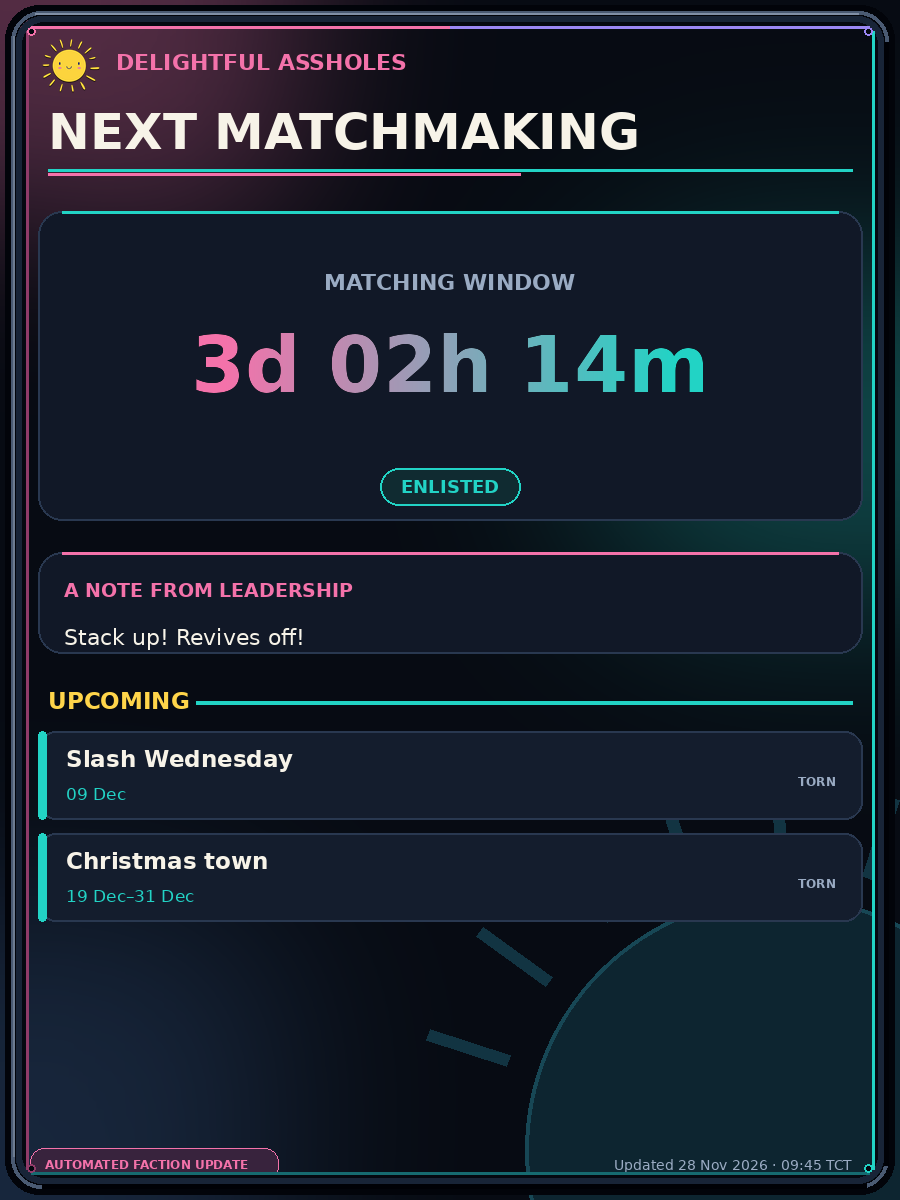 DELIGHTFUL ASSHOLES
NEXT MATCHMAKING
MATCHING WINDOW
3d 02h 14m
ENLISTED
A NOTE FROM LEADERSHIP
Stack up! Revives off!
UPCOMING
Slash Wednesday
09 Dec
TORN
Christmas town
19 Dec–31 Dec
TORN
AUTOMATED FACTION UPDATE
Updated 28 Nov 2026 · 09:45 TCT